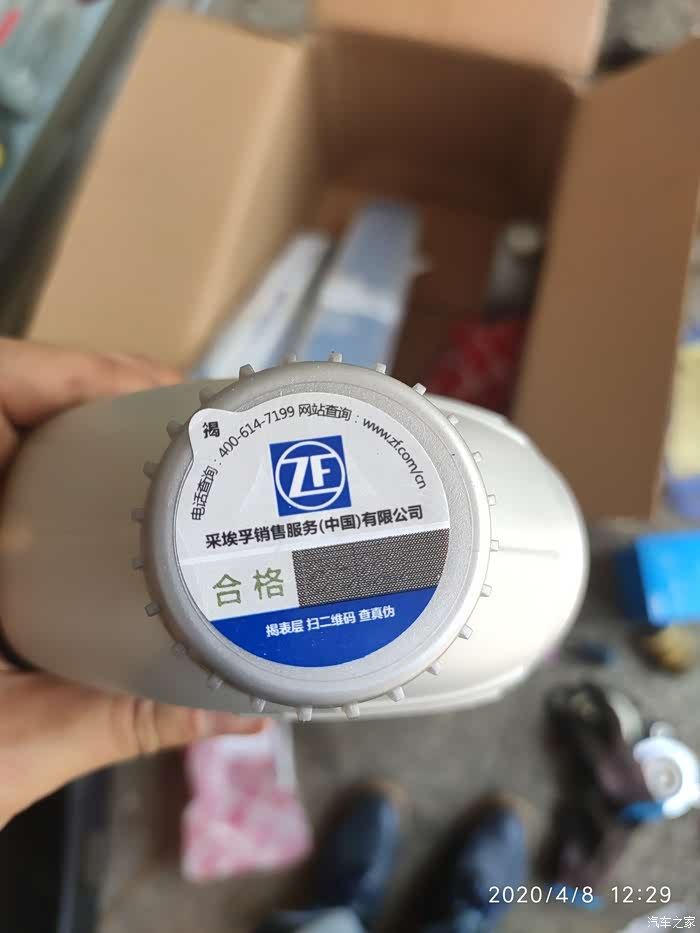 揭
电话查询：400-614-7199 网站查询：www.zf.com/cn
ZF
采埃孚销售服务(中国)有限公司
合格
揭表层 扫二维码 查真伪
2020/4/8 12:29
汽车之家